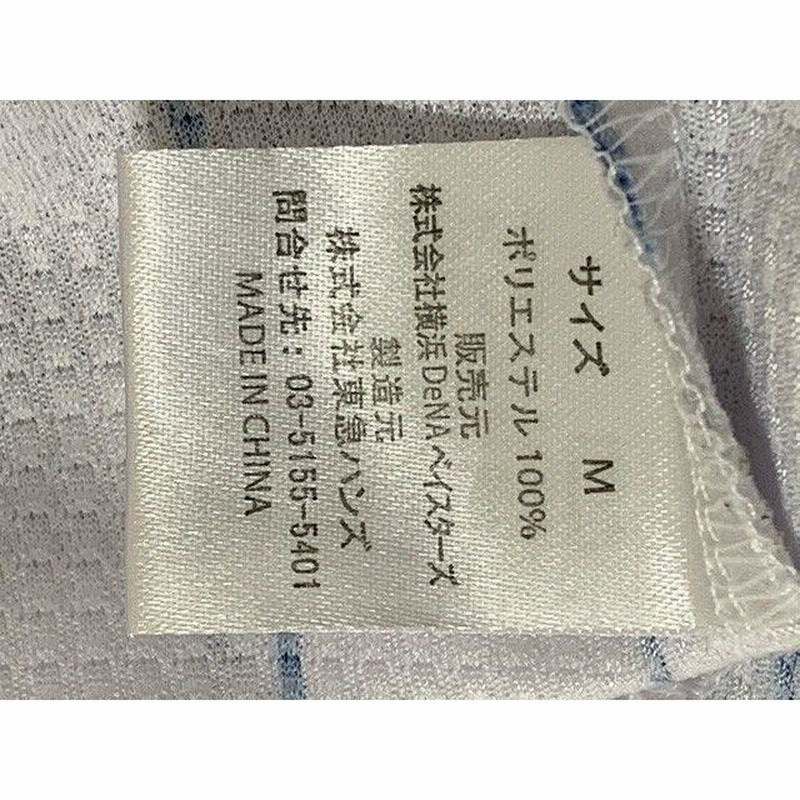 サイズ M
ポリエステル 100%
販売元
株式会社横浜DeNAベイスターズ
製造元
株式会社東急ハンズ
問合せ先：03-5155-5401
MADE IN CHINA